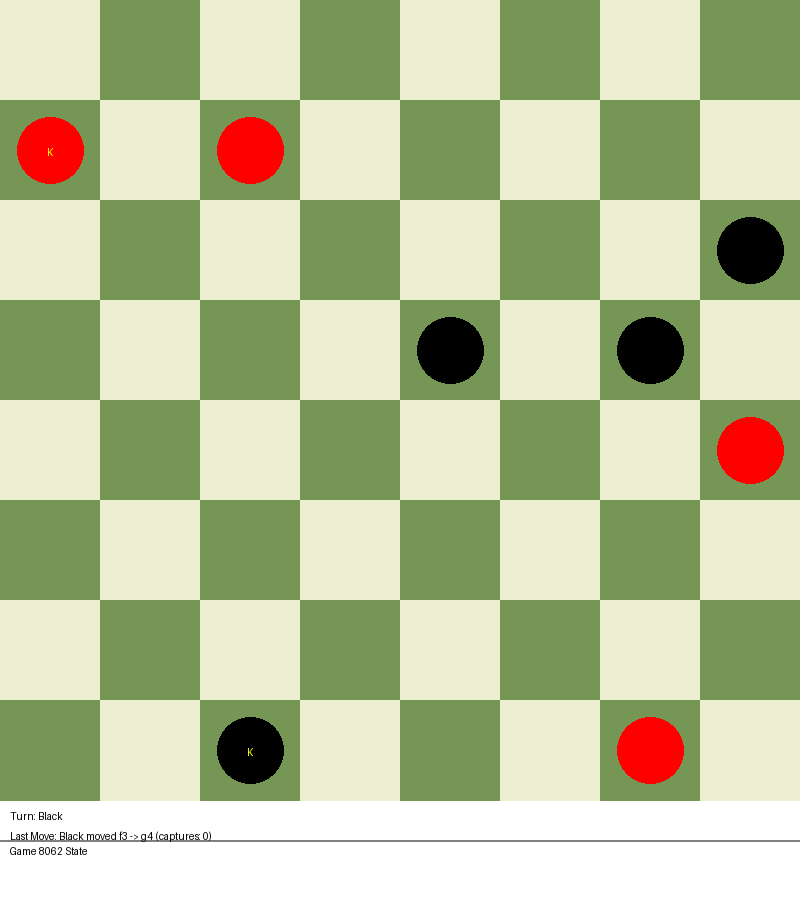 K
K
Turn: Black
Last Move: Black moved f3 -> g4 (captures: 0)
Game 8062 State